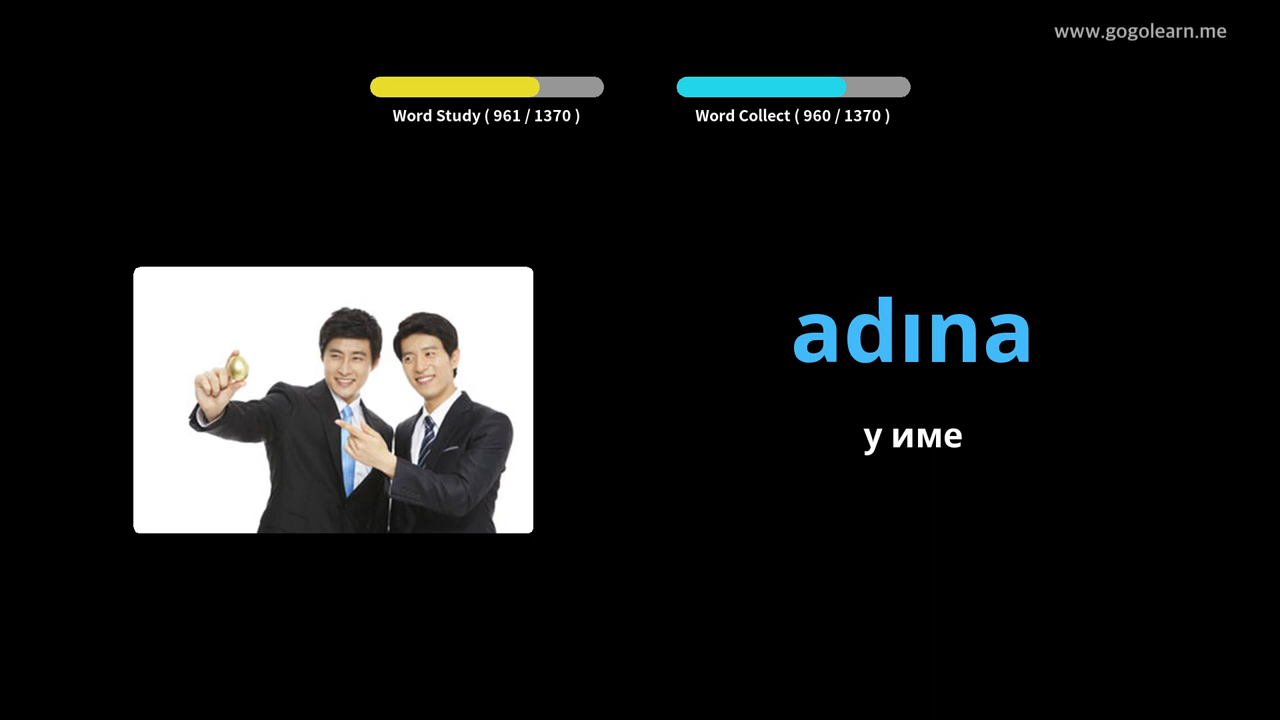 www.gogolearn.me
Word Study ( 961 / 1370 )
Word Collect ( 960 / 1370 )
adına
у име